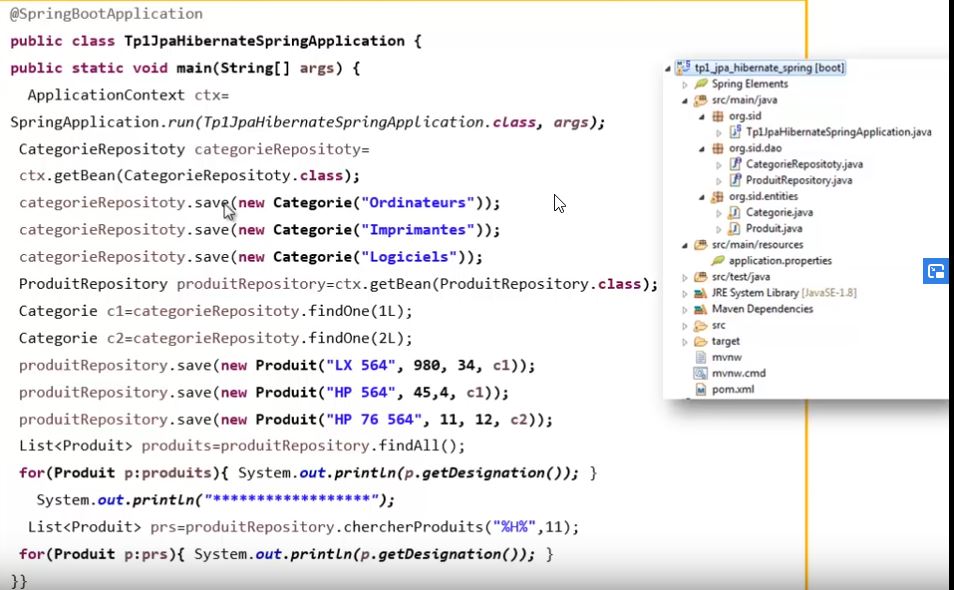 @SpringBootApplication
public class Tp1JpaHibernateSpringApplication {
public static void main(String[] args) {
ApplicationContext ctx=
SpringApplication.run(Tp1JpaHibernateSpringApplication.class, args);
CategorieRepositoty categorieRepositoty=
ctx.getBean(CategorieRepositoty.class);
categorieRepositoty.save(new Categorie("Ordinateurs"));
categorieRepositoty.save(new Categorie("Imprimantes"));
categorieRepositoty.save(new Categorie("Logiciels"));
ProduitRepository produitRepository=ctx.getBean(ProduitRepository.class);
Categorie c1=categorieRepositoty.findOne(1L);
Categorie c2=categorieRepositoty.findOne(2L);
produitRepository.save(new Produit("LX 564", 980, 34, c1));
produitRepository.save(new Produit("HP 564", 45,4, c1));
produitRepository.save(new Produit("HP 76 564", 11, 12, c2));
List<Produit> produits=produitRepository.findAll();
for(Produit p:produits){ System.out.println(p.getDesignation()); }
System.out.println("******************");
List<Produit> prs=produitRepository.chercherProduits("%H%",11);
for(Produit p:prs){ System.out.println(p.getDesignation()); }
}}
tp1_jpa_hibernate_spring [boot]
Spring Elements
src/main/java
org.sid
Tp1JpaHibernateSpringApplication.java
org.sid.dao
CategorieRepositoty.java
ProduitRepository.java
org.sid.entities
Categorie.java
Produit.java
src/main/resources
application.properties
src/test/java
JRE System Library [JavaSE-1.8]
Maven Dependencies
src
target
mvnw
mvnw.cmd
pom.xml